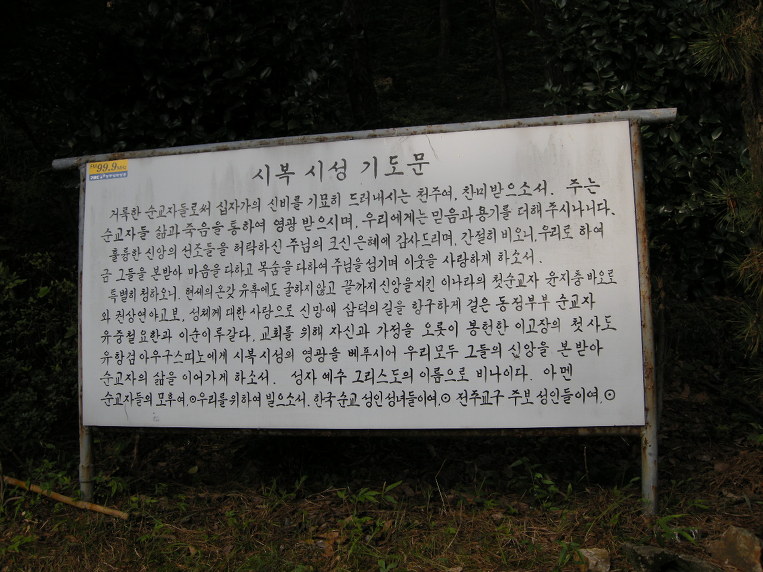 99.9
시복 시성 기도문
거룩한 순교자들로써 십자가의 신비를 기묘히 드러내시는 천주여, 찬미받으소서. 주는
순교자들 삶과 죽음을 통하여 영광 받으시며, 우리에게는 믿음과 용기를 더해 주시나니다.
훌륭한 신앙의 선조들을 허락하신 주님의 크신 은혜에 감사드리며, 간절히 비오니, 우리로 하여
금 그들을 본받아 마음을 다하고 목숨을 다하여 주님을 섬기며 이웃을 사랑하게 하소서.
특별히 청하오니, 현세의 온갖 유혹에도 굴하지않고 끝까지 신앙을지킨 이나라의 첫순교자 윤지충 바오로
와 권상연야고보, 성체께 대한 사랑으로 신망애 삼덕의 길을 항구하게 걸은 동정부부 순교자
유중철요한과 이순이루갈다, 교회를 위해 자신과 가정을 오롯이 봉헌한 이고장의 첫 사도
유항검아우구스띠노에게 시복 시성의 영광을 베푸시어 우리모두 그들의 신앙을 본받아
순교자의 삶을 이어가게 하소서. 성자 예수 그리스도의 이름으로 비나이다. 아멘
순교자들의 모후여, ⊙우리를위하여 빌으소서, 한국순교 성인성녀들이여, ⊙ 전주교구 주보 성인들이여, ⊙